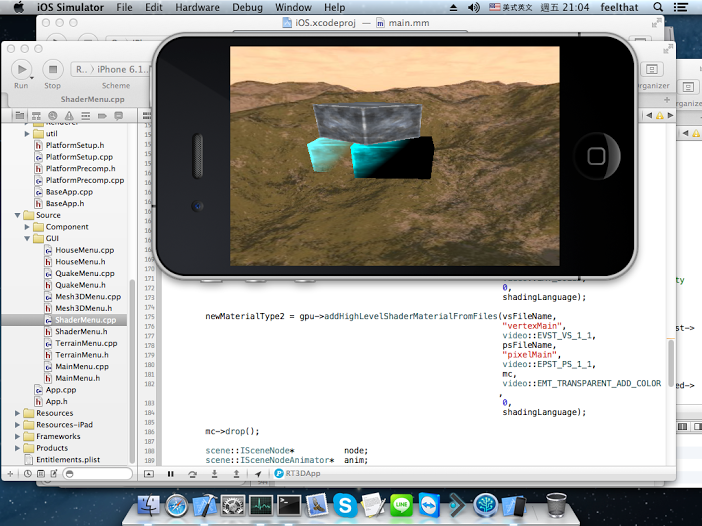 iOS Simulator File Edit Hardware Debug Window Help 美式英文 週五 21:04 feelthat
iOS.xcodeproj — main.mm
R... iPhone 6.1...
Run Stop Scheme
ShaderMenu.cpp
util
PlatformSetup.h
PlatformSetup.cpp
PlatformPrecomp.cpp
PlatformPrecomp.h
BaseApp.cpp
BaseApp.h
Source
Component
GUI
HouseMenu.cpp
HouseMenu.h
QuakeMenu.cpp
QuakeMenu.h
Mesh3DMenu.cpp
Mesh3DMenu.h
ShaderMenu.cpp
ShaderMenu.h
TerrainMenu.cpp
TerrainMenu.h
MainMenu.cpp
MainMenu.h
App.cpp
App.h
Resources
Resources-iPad
Frameworks
Products
Entitlements.plist
0,
shadingLanguage);
newMaterialType2 = gpu->addHighLevelShaderMaterialFromFiles(vsFileName,
"vertexMain",
video::EVST_VS_1_1,
psFileName,
"pixelMain",
video::EPST_PS_1_1,
mc,
video::EMT_TRANSPARENT_ADD_COLOR
,
0,
shadingLanguage);
mc->drop();
scene::ISceneNode* node;
scene::ISceneNodeAnimator* anim;
RT3DApp